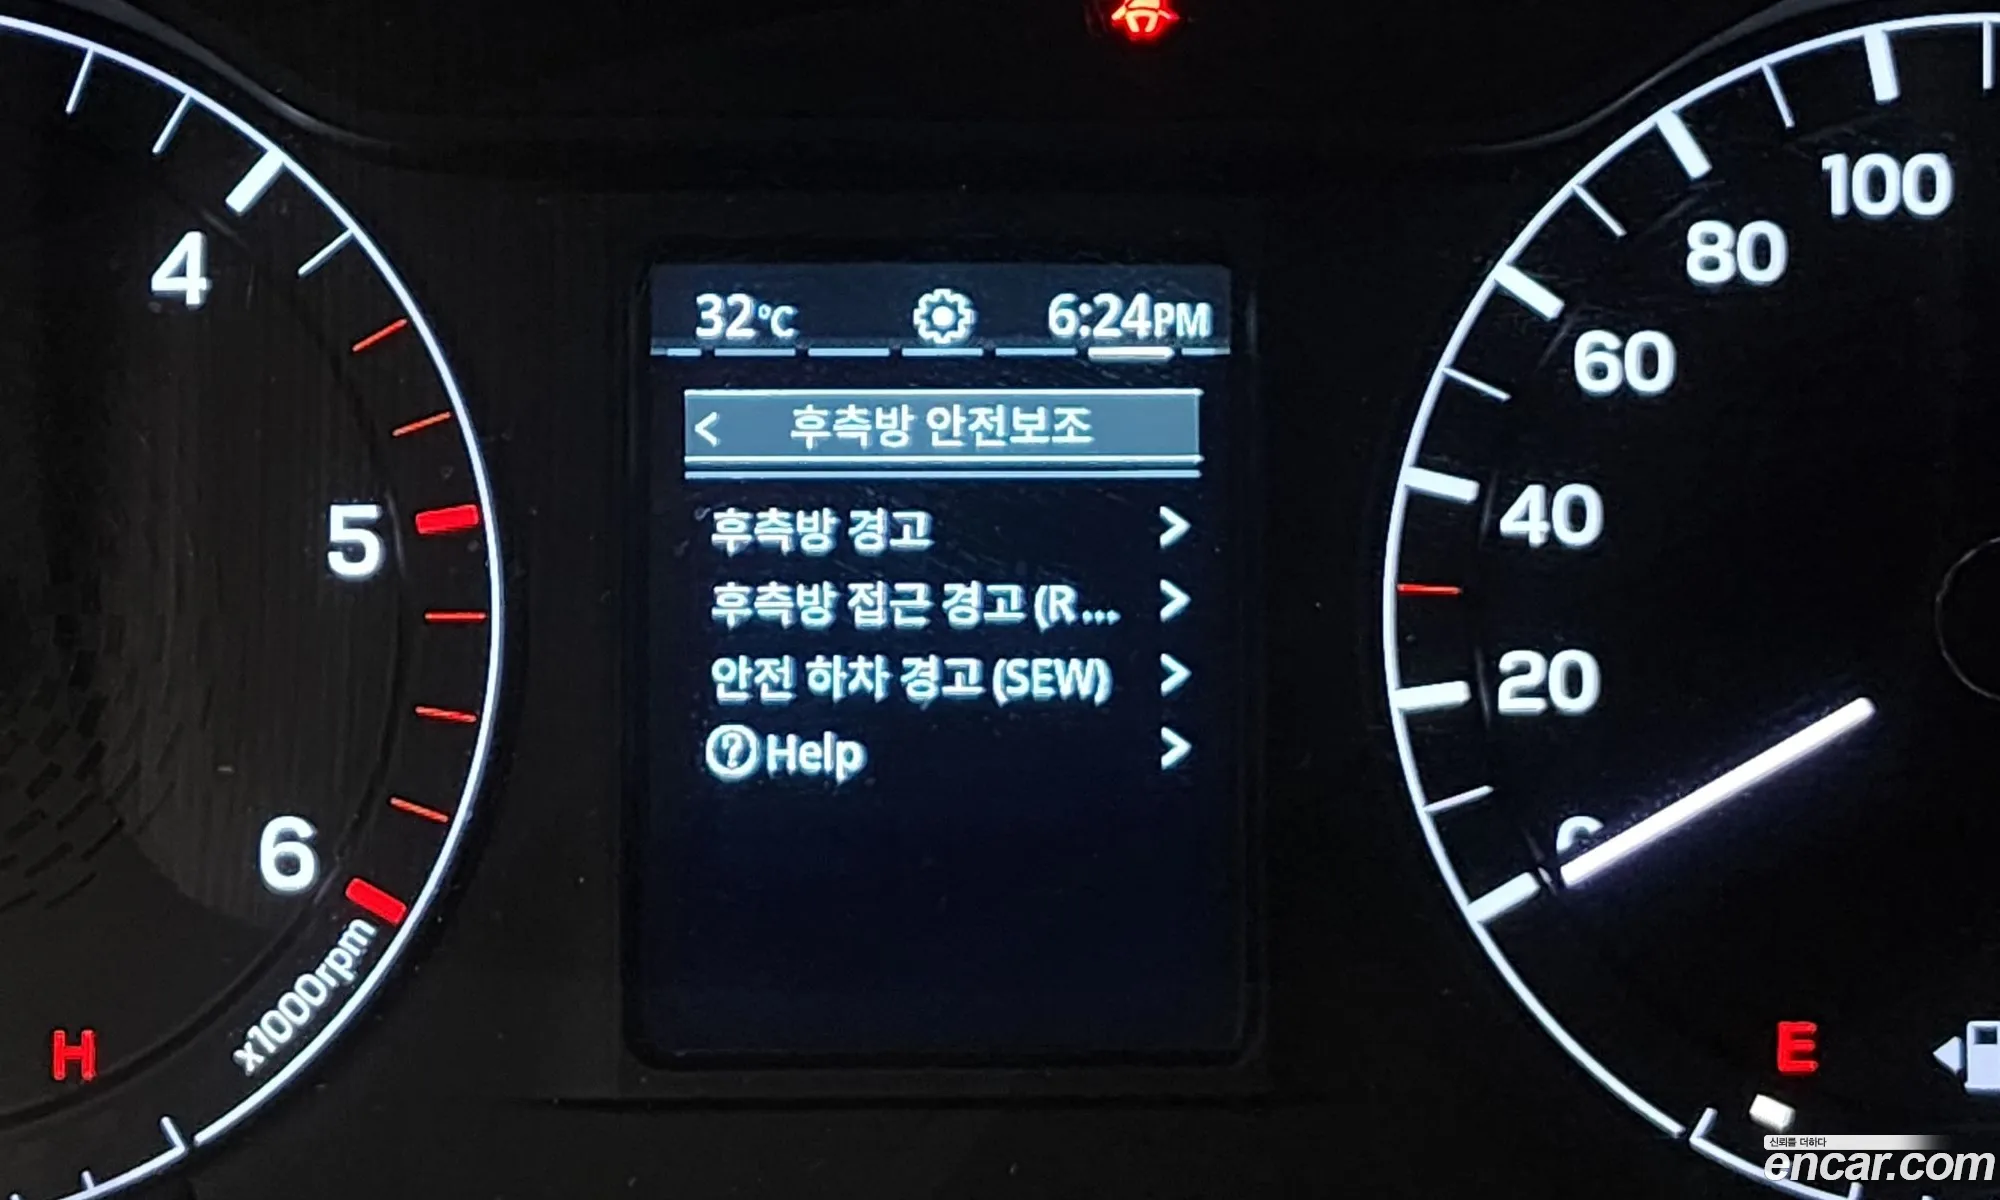 4
5
6
x1000rpm
H
32℃
6:24PM
< 후측방 안전보조
후측방 경고 >
후측방 접근 경고 (R... >
안전 하차 경고 (SEW) >
? Help >
100
80
60
40
20
E
신뢰를 더하다
encar.com